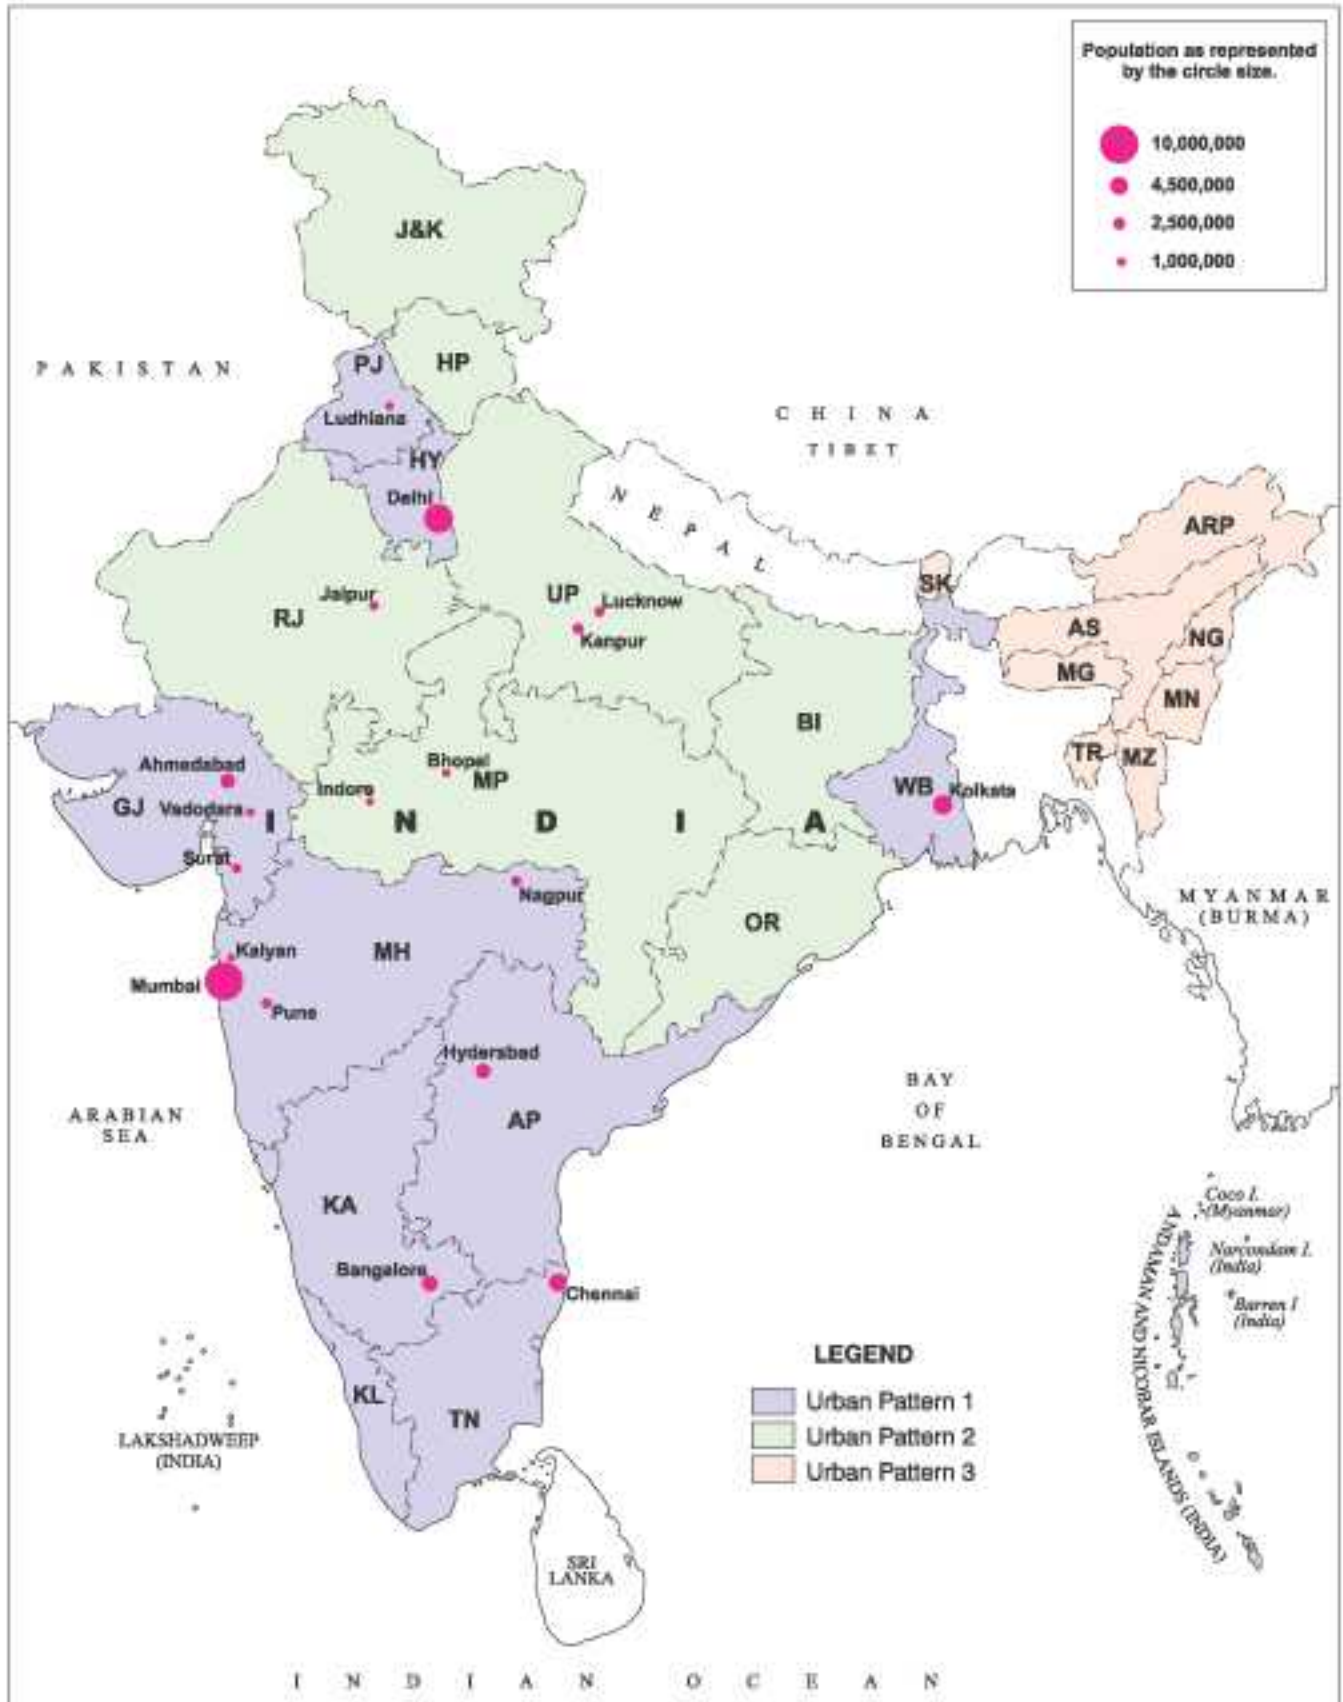 Population as represented
by the circle size.
10,000,000
4,500,000
2,500,000
1,000,000
J&K
PAKISTAN
PJ
HP
Ludhiana
CHINA
TIBET
HY
Delhi
NEPAL
ARP
SK
Jaipur
RJ
UP
Lucknow
Kanpur
AS
NG
MG
MN
BI
TR
MZ
Ahmedabad
Bhopal
MP
GJ
Vadodara
Indore
WB
Kolkata
INDIA
Surat
Nagpur
MYANMAR
(BURMA)
OR
MH
Kalyan
Mumbai
Pune
Hydersbad
AP
ARABIAN
SEA
BAY
OF
BENGAL
KA
Coco I.
(Myanmar)
Narcondam I.
(India)
Barren I
(India)
ANDAMAN AND NICOBAR ISLANDS (INDIA)
Bangalore
Chennai
LEGEND
Urban Pattern 1
Urban Pattern 2
Urban Pattern 3
KL
TN
LAKSHADWEEP
(INDIA)
SRI
LANKA
INDIAN OCEAN